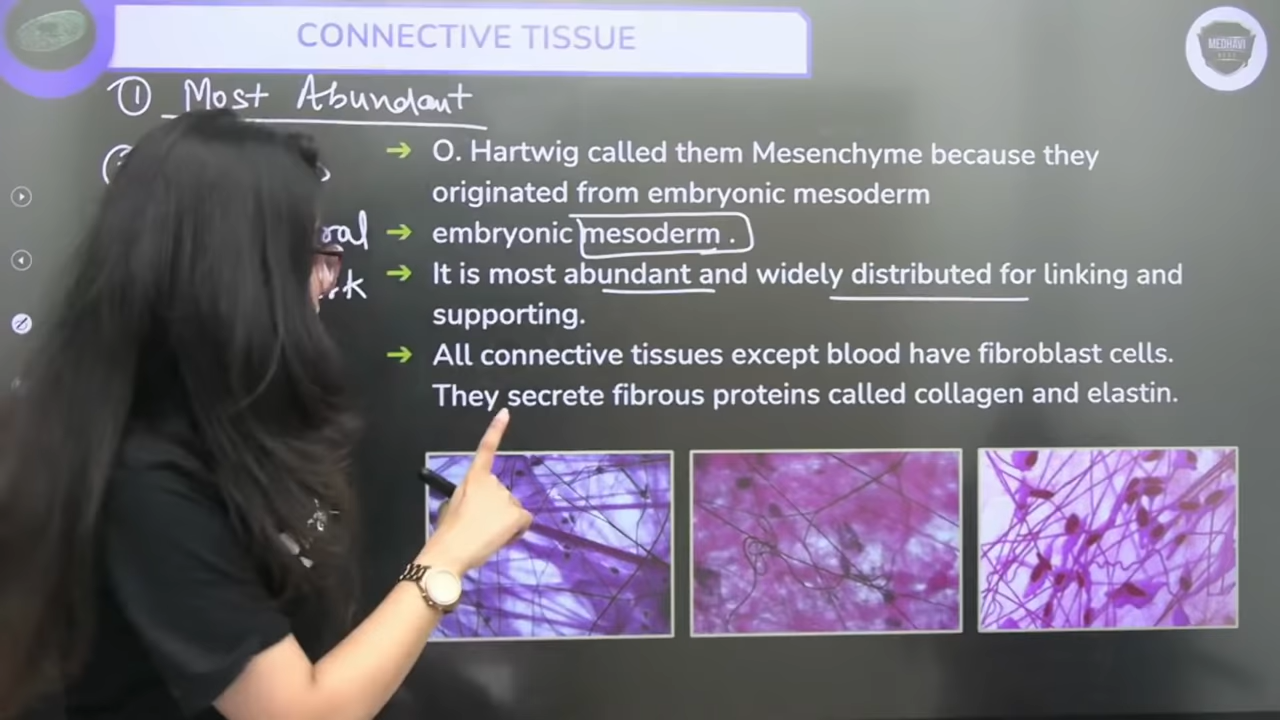 CONNECTIVE TISSUE
MEDHAVI
① Most Abundant
→ O. Hartwig called them Mesenchyme because they
originated from embryonic mesoderm
→ embryonic mesoderm .
→ It is most abundant and widely distributed for linking and
supporting.
→ All connective tissues except blood have fibroblast cells.
They secrete fibrous proteins called collagen and elastin.